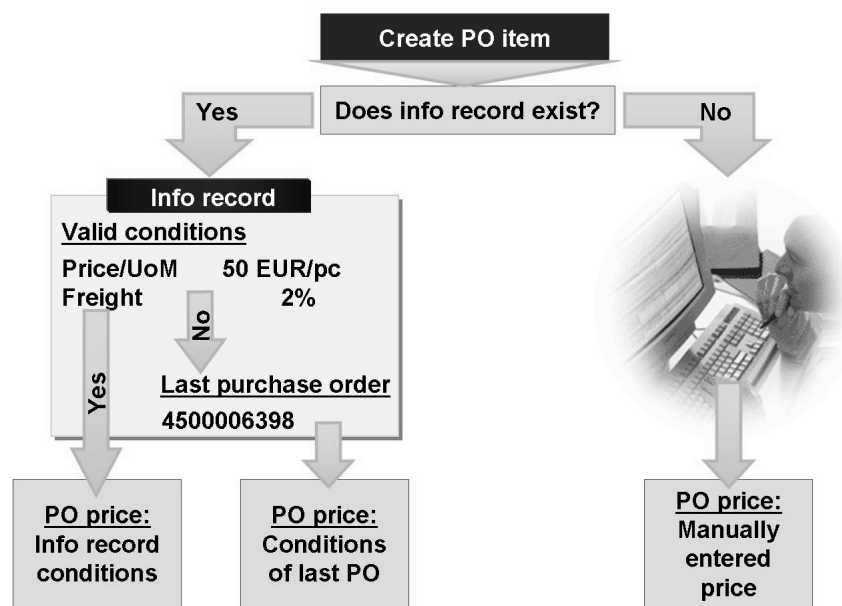 Create PO item
Does info record exist?
Yes
No
Info record
Valid conditions
Price/UoM 50 EUR/pc
Freight 2%
No
Yes
Last purchase order
4500006398
PO price:
Info record
conditions
PO price:
Conditions
of last PO
PO price:
Manually
entered
price